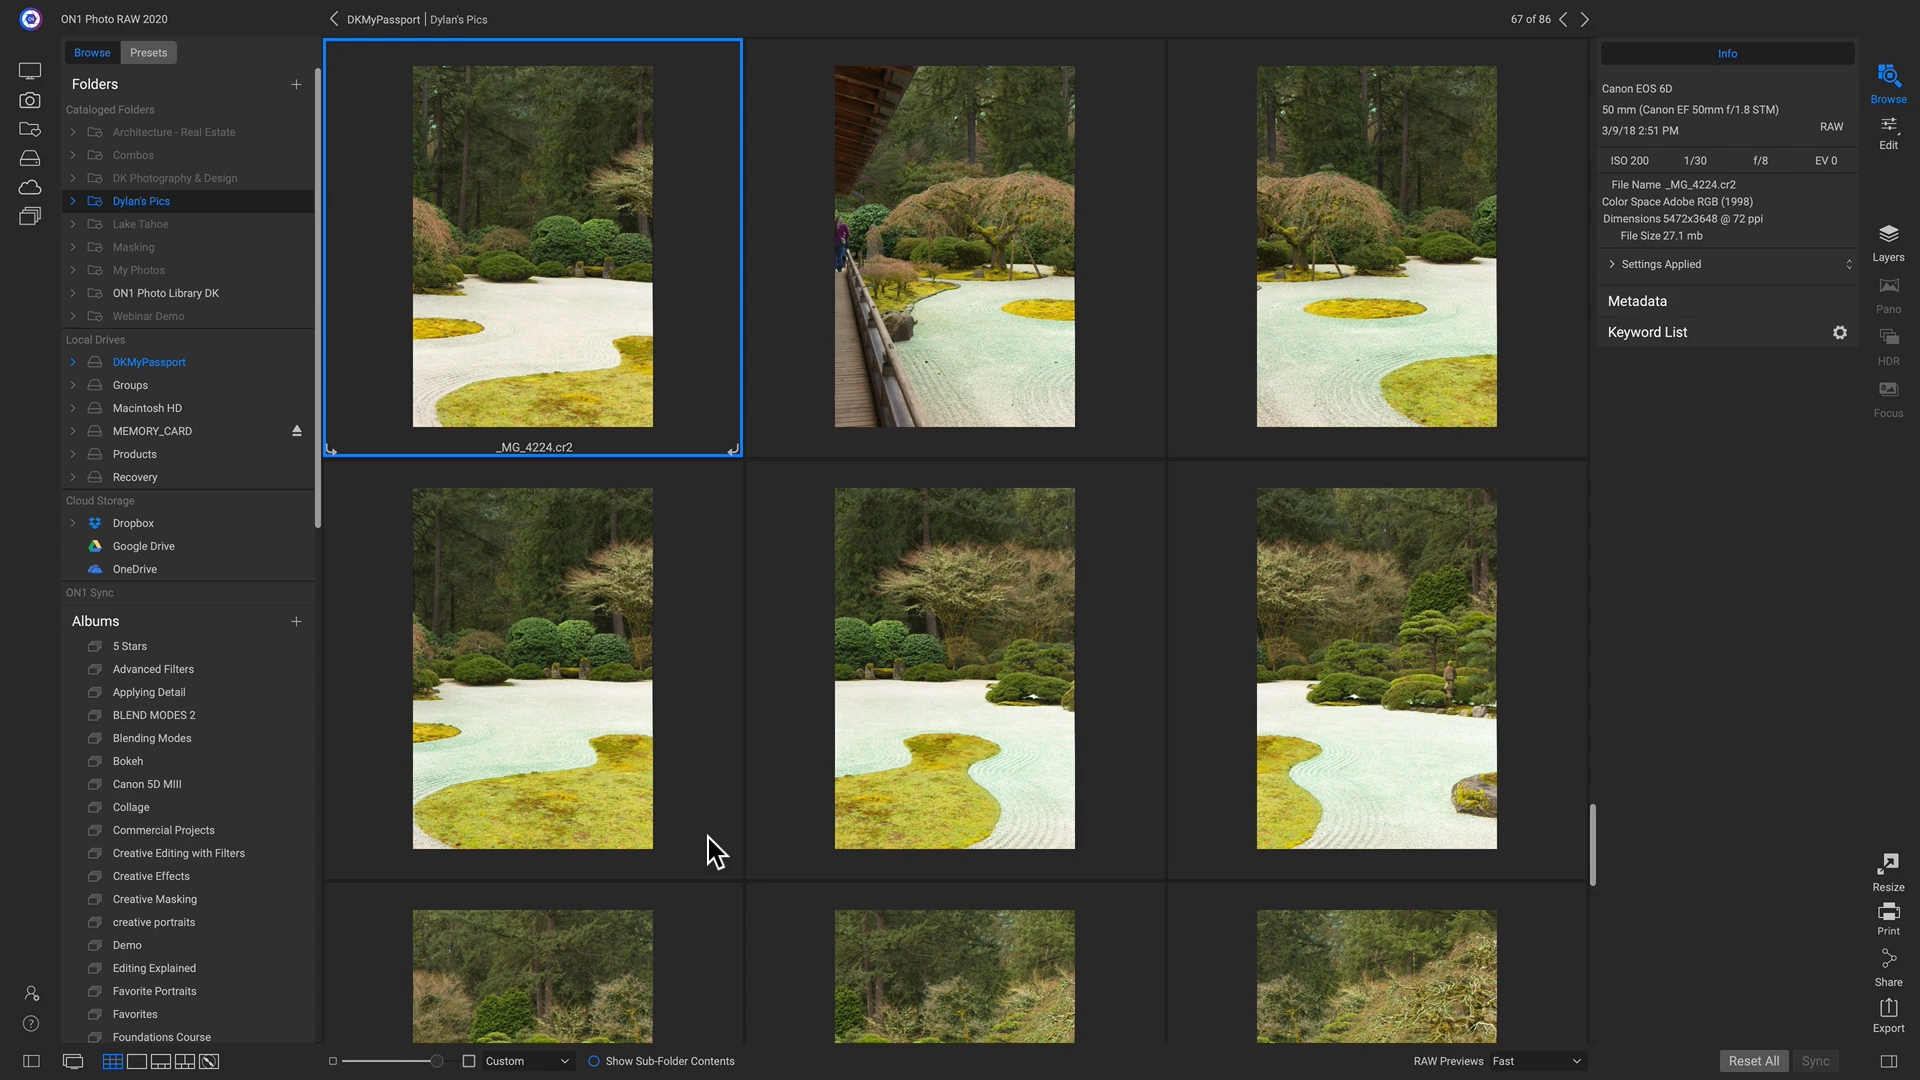 ON1 Photo RAW 2020
DKMyPassport | Dylan's Pics
67 of 86
Browse
Presets
Folders
Cataloged Folders
Architecture - Real Estate
Combos
DK Photography & Design
Dylan's Pics
Lake Tahoe
Masking
My Photos
ON1 Photo Library DK
Webinar Demo
Local Drives
DKMyPassport
Groups
Macintosh HD
MEMORY_CARD
Products
Recovery
Cloud Storage
Dropbox
Google Drive
OneDrive
ON1 Sync
Albums
5 Stars
Advanced Filters
Applying Detail
BLEND MODES 2
Blending Modes
Bokeh
Canon 5D MIII
Collage
Commercial Projects
Creative Editing with Filters
Creative Effects
Creative Masking
creative portraits
Demo
Editing Explained
Favorite Portraits
Favorites
Foundations Course
_MG_4224.cr2
Custom
Show Sub-Folder Contents
RAW Previews Fast
Info
Canon EOS 6D
50 mm (Canon EF 50mm f/1.8 STM)
3/9/18 2:51 PM
RAW
ISO 200 1/30 f/8 EV 0
File Name _MG_4224.cr2
Color Space Adobe RGB (1998)
Dimensions 5472x3648 @ 72 ppi
File Size 27.1 mb
Settings Applied
Metadata
Keyword List
Reset All
Sync
Browse
Edit
Layers
Pano
HDR
Focus
Resize
Print
Share
Export